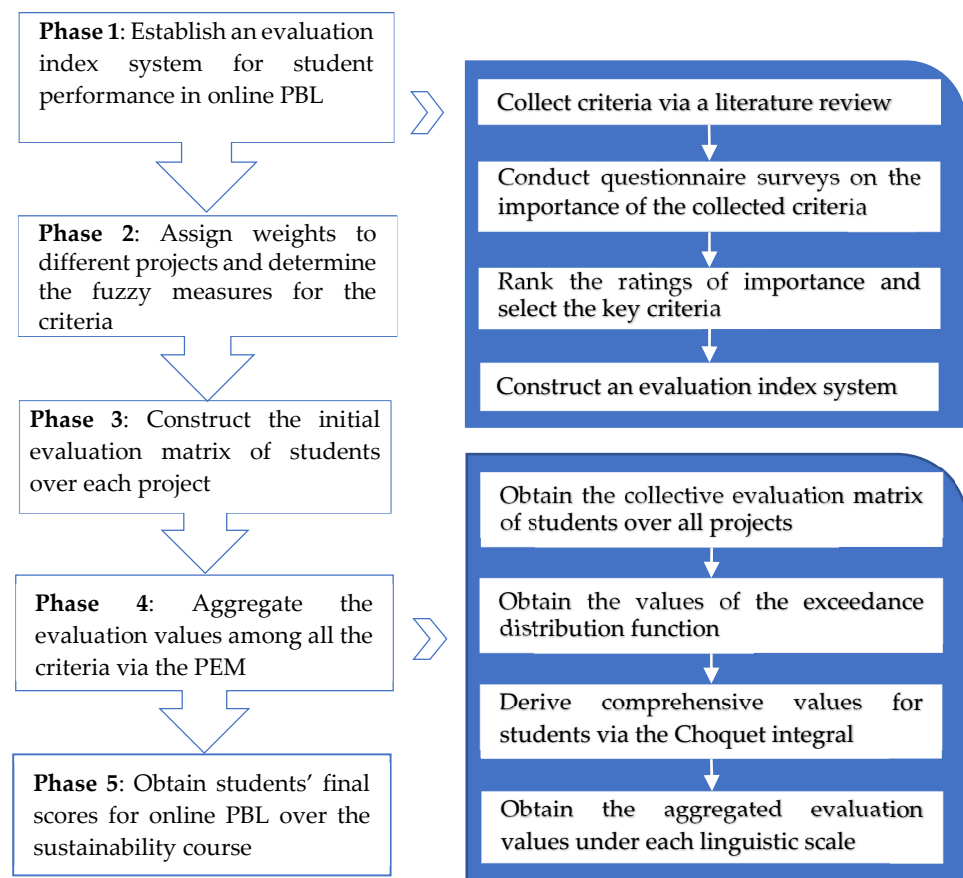 Phase 1: Establish an evaluation
index system for student
performance in online PBL
Phase 2: Assign weights to
different projects and determine
the fuzzy measures for the
criteria
Phase 3: Construct the initial
evaluation matrix of students
over each project
Phase 4: Aggregate the
evaluation values among all the
criteria via the PEM
Phase 5: Obtain students’ final
scores for online PBL over the
sustainability course
Collect criteria via a literature review
Conduct questionnaire surveys on the
importance of the collected criteria
Rank the ratings of importance and
select the key criteria
Construct an evaluation index system
Obtain the collective evaluation matrix
of students over all projects
Obtain the values of the exceedance
distribution function
Derive comprehensive values for
students via the Choquet integral
Obtain the aggregated evaluation
values under each linguistic scale